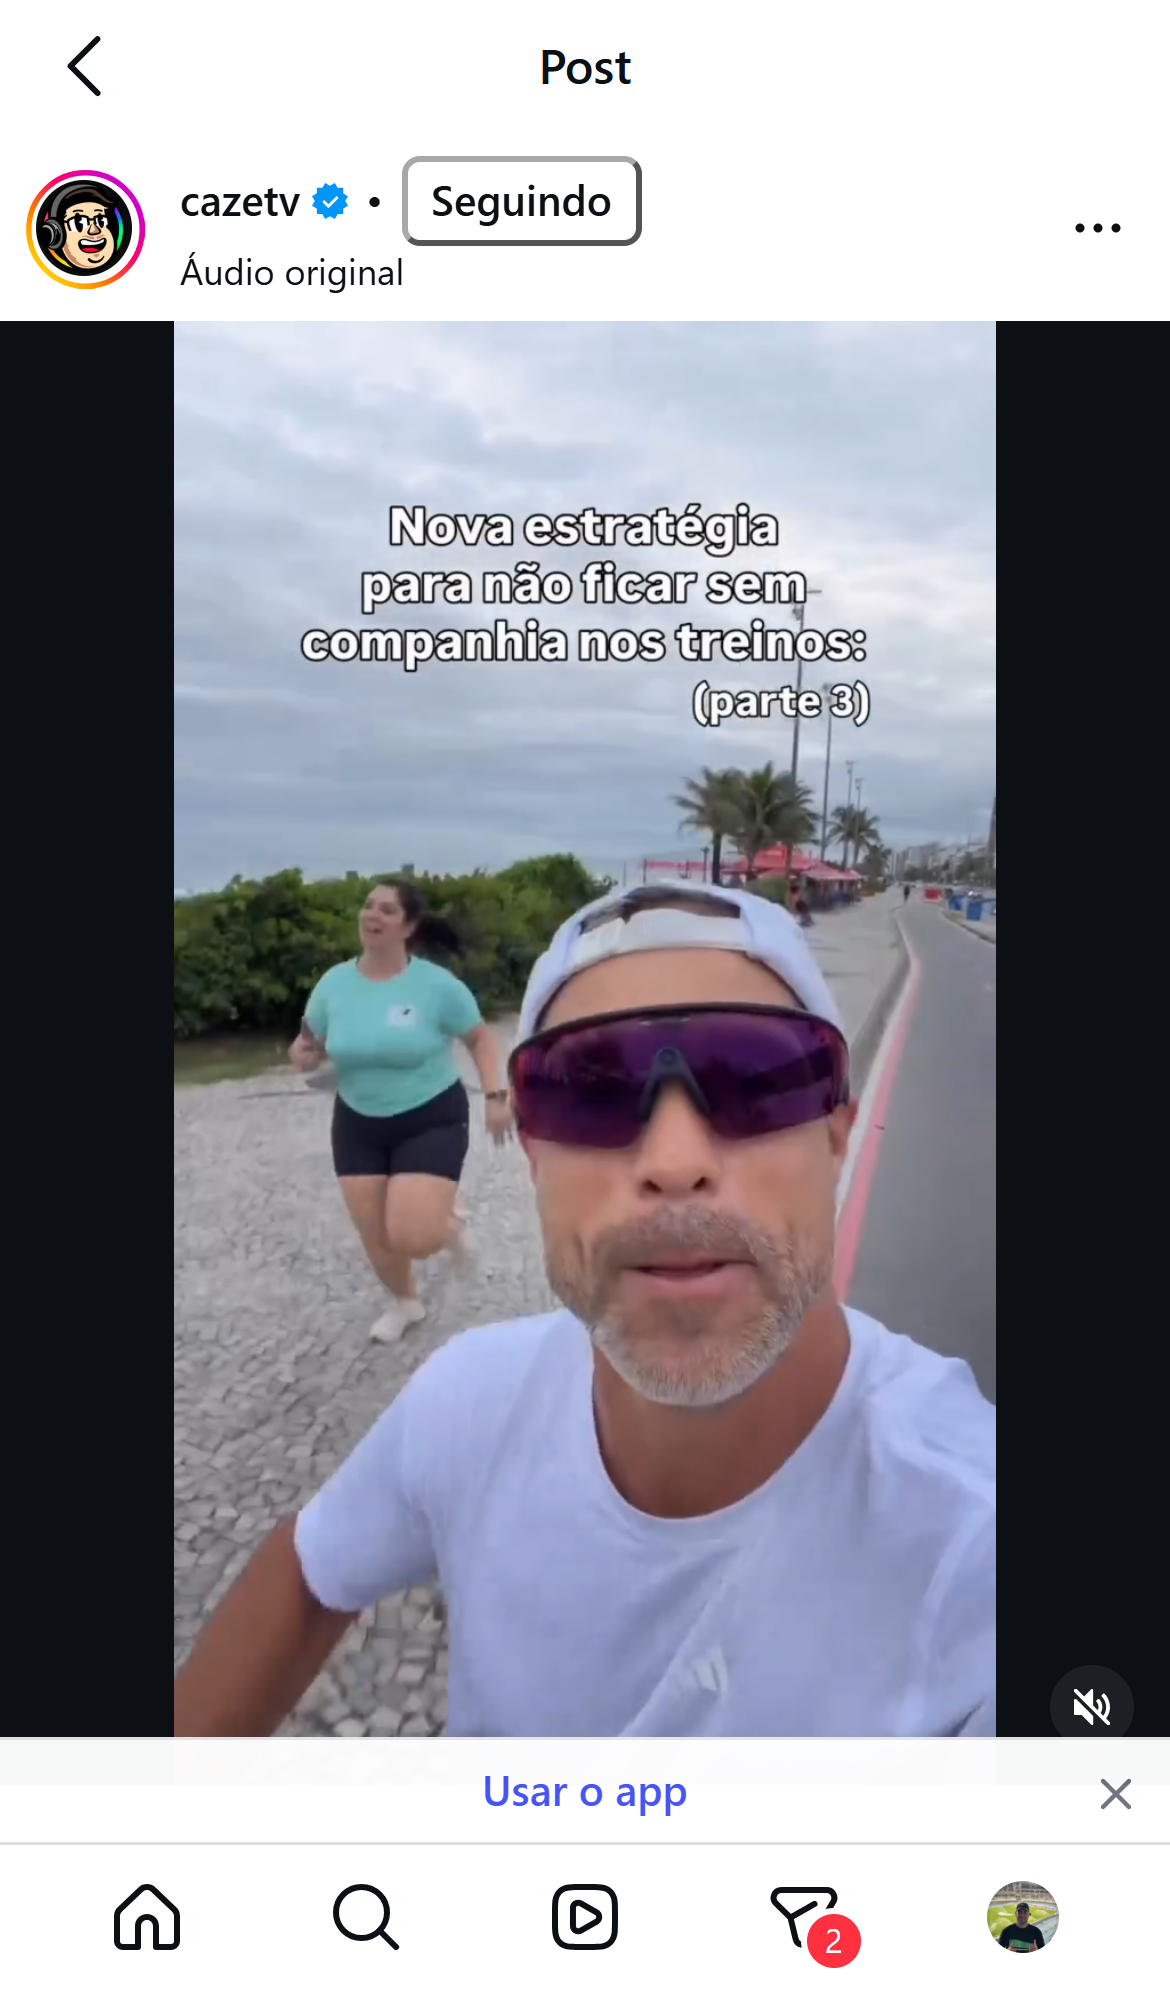 Post
cazetv • Seguindo
Áudio original
Nova estratégia
para não ficar sem
companhia nos treinos:
(parte 3)
Usar o app
2